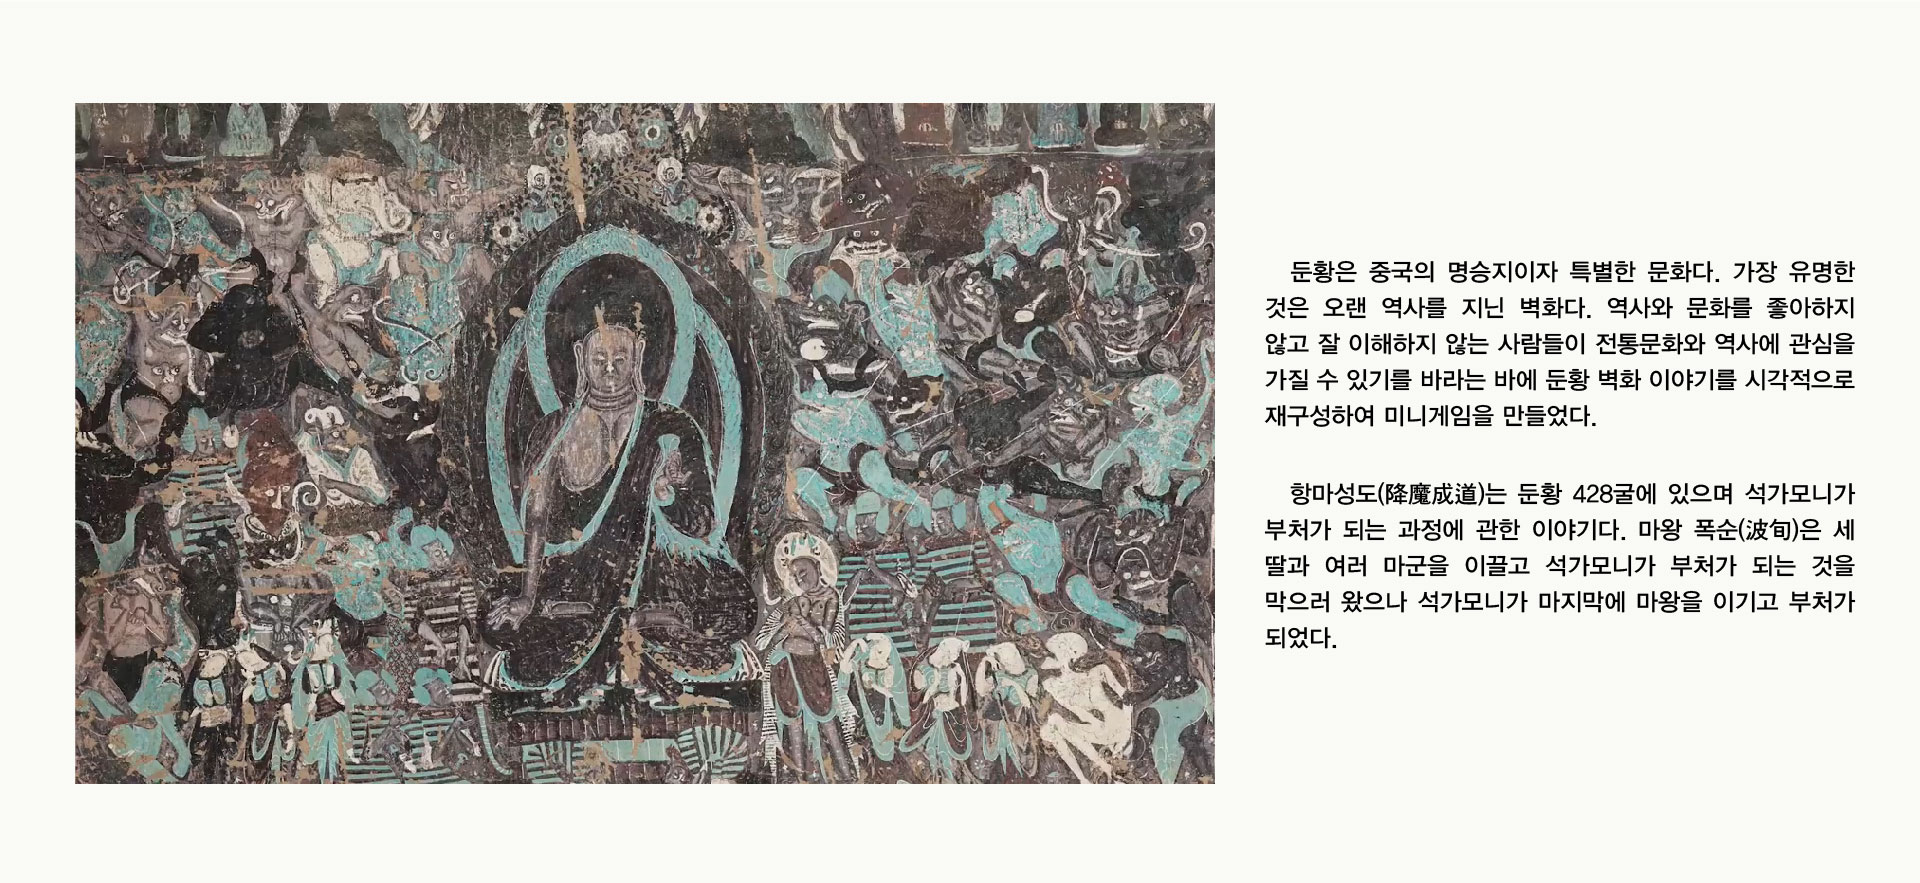 둔황은 중국의 명승지이자 특별한 문화다. 가장 유명한
것은 오랜 역사를 지닌 벽화다. 역사와 문화를 좋아하지
않고 잘 이해하지 않는 사람들이 전통문화와 역사에 관심을
가질 수 있기를 바라는 바에 둔황 벽화 이야기를 시각적으로
재구성하여 미니게임을 만들었다.
항마성도(降魔成道)는 둔황 428굴에 있으며 석가모니가
부처가 되는 과정에 관한 이야기다. 마왕 폭순(波旬)은 세
딸과 여러 마군을 이끌고 석가모니가 부처가 되는 것을
막으러 왔으나 석가모니가 마지막에 마왕을 이기고 부처가
되었다.